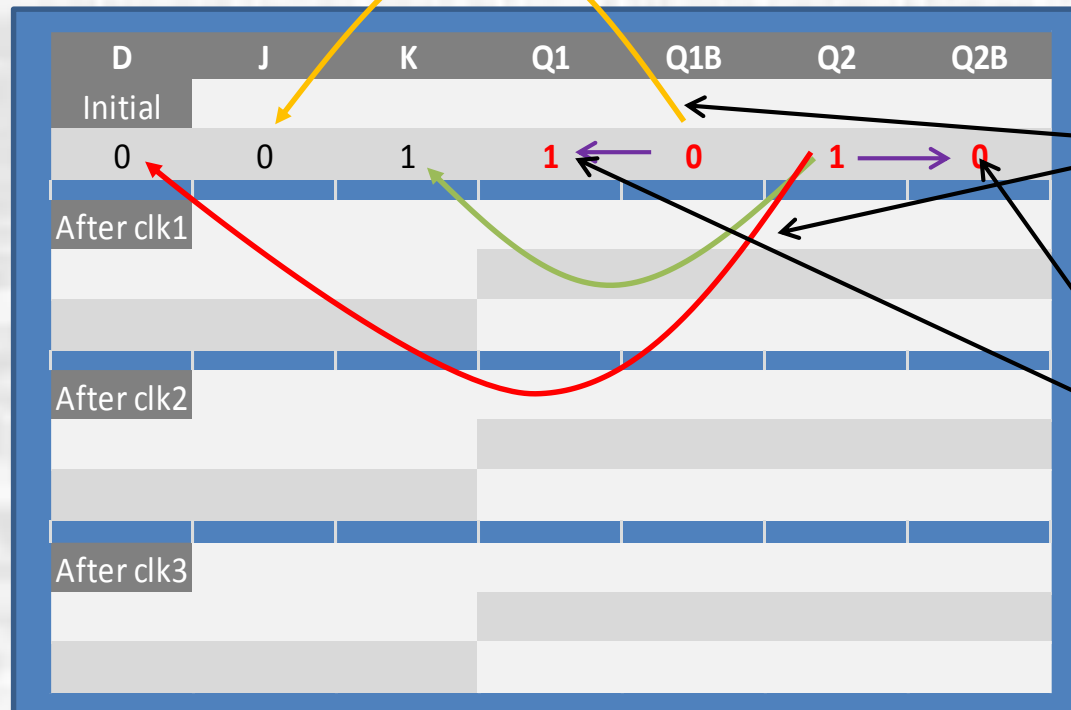 D J K Q1 Q1B Q2 Q2B
Initial
0 0 1 1 0 1 0
After clk1
After clk2
After clk3